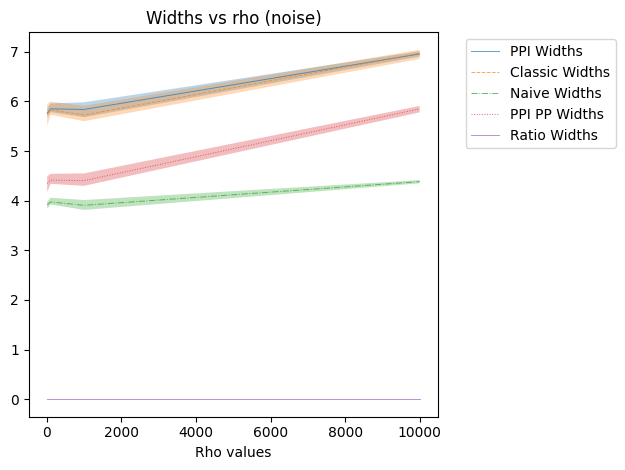 Widths vs rho (noise)
7
6
5
4
3
2
1
0
0 2000 4000 6000 8000 10000
Rho values
PPI Widths
Classic Widths
Naive Widths
PPI PP Widths
Ratio Widths